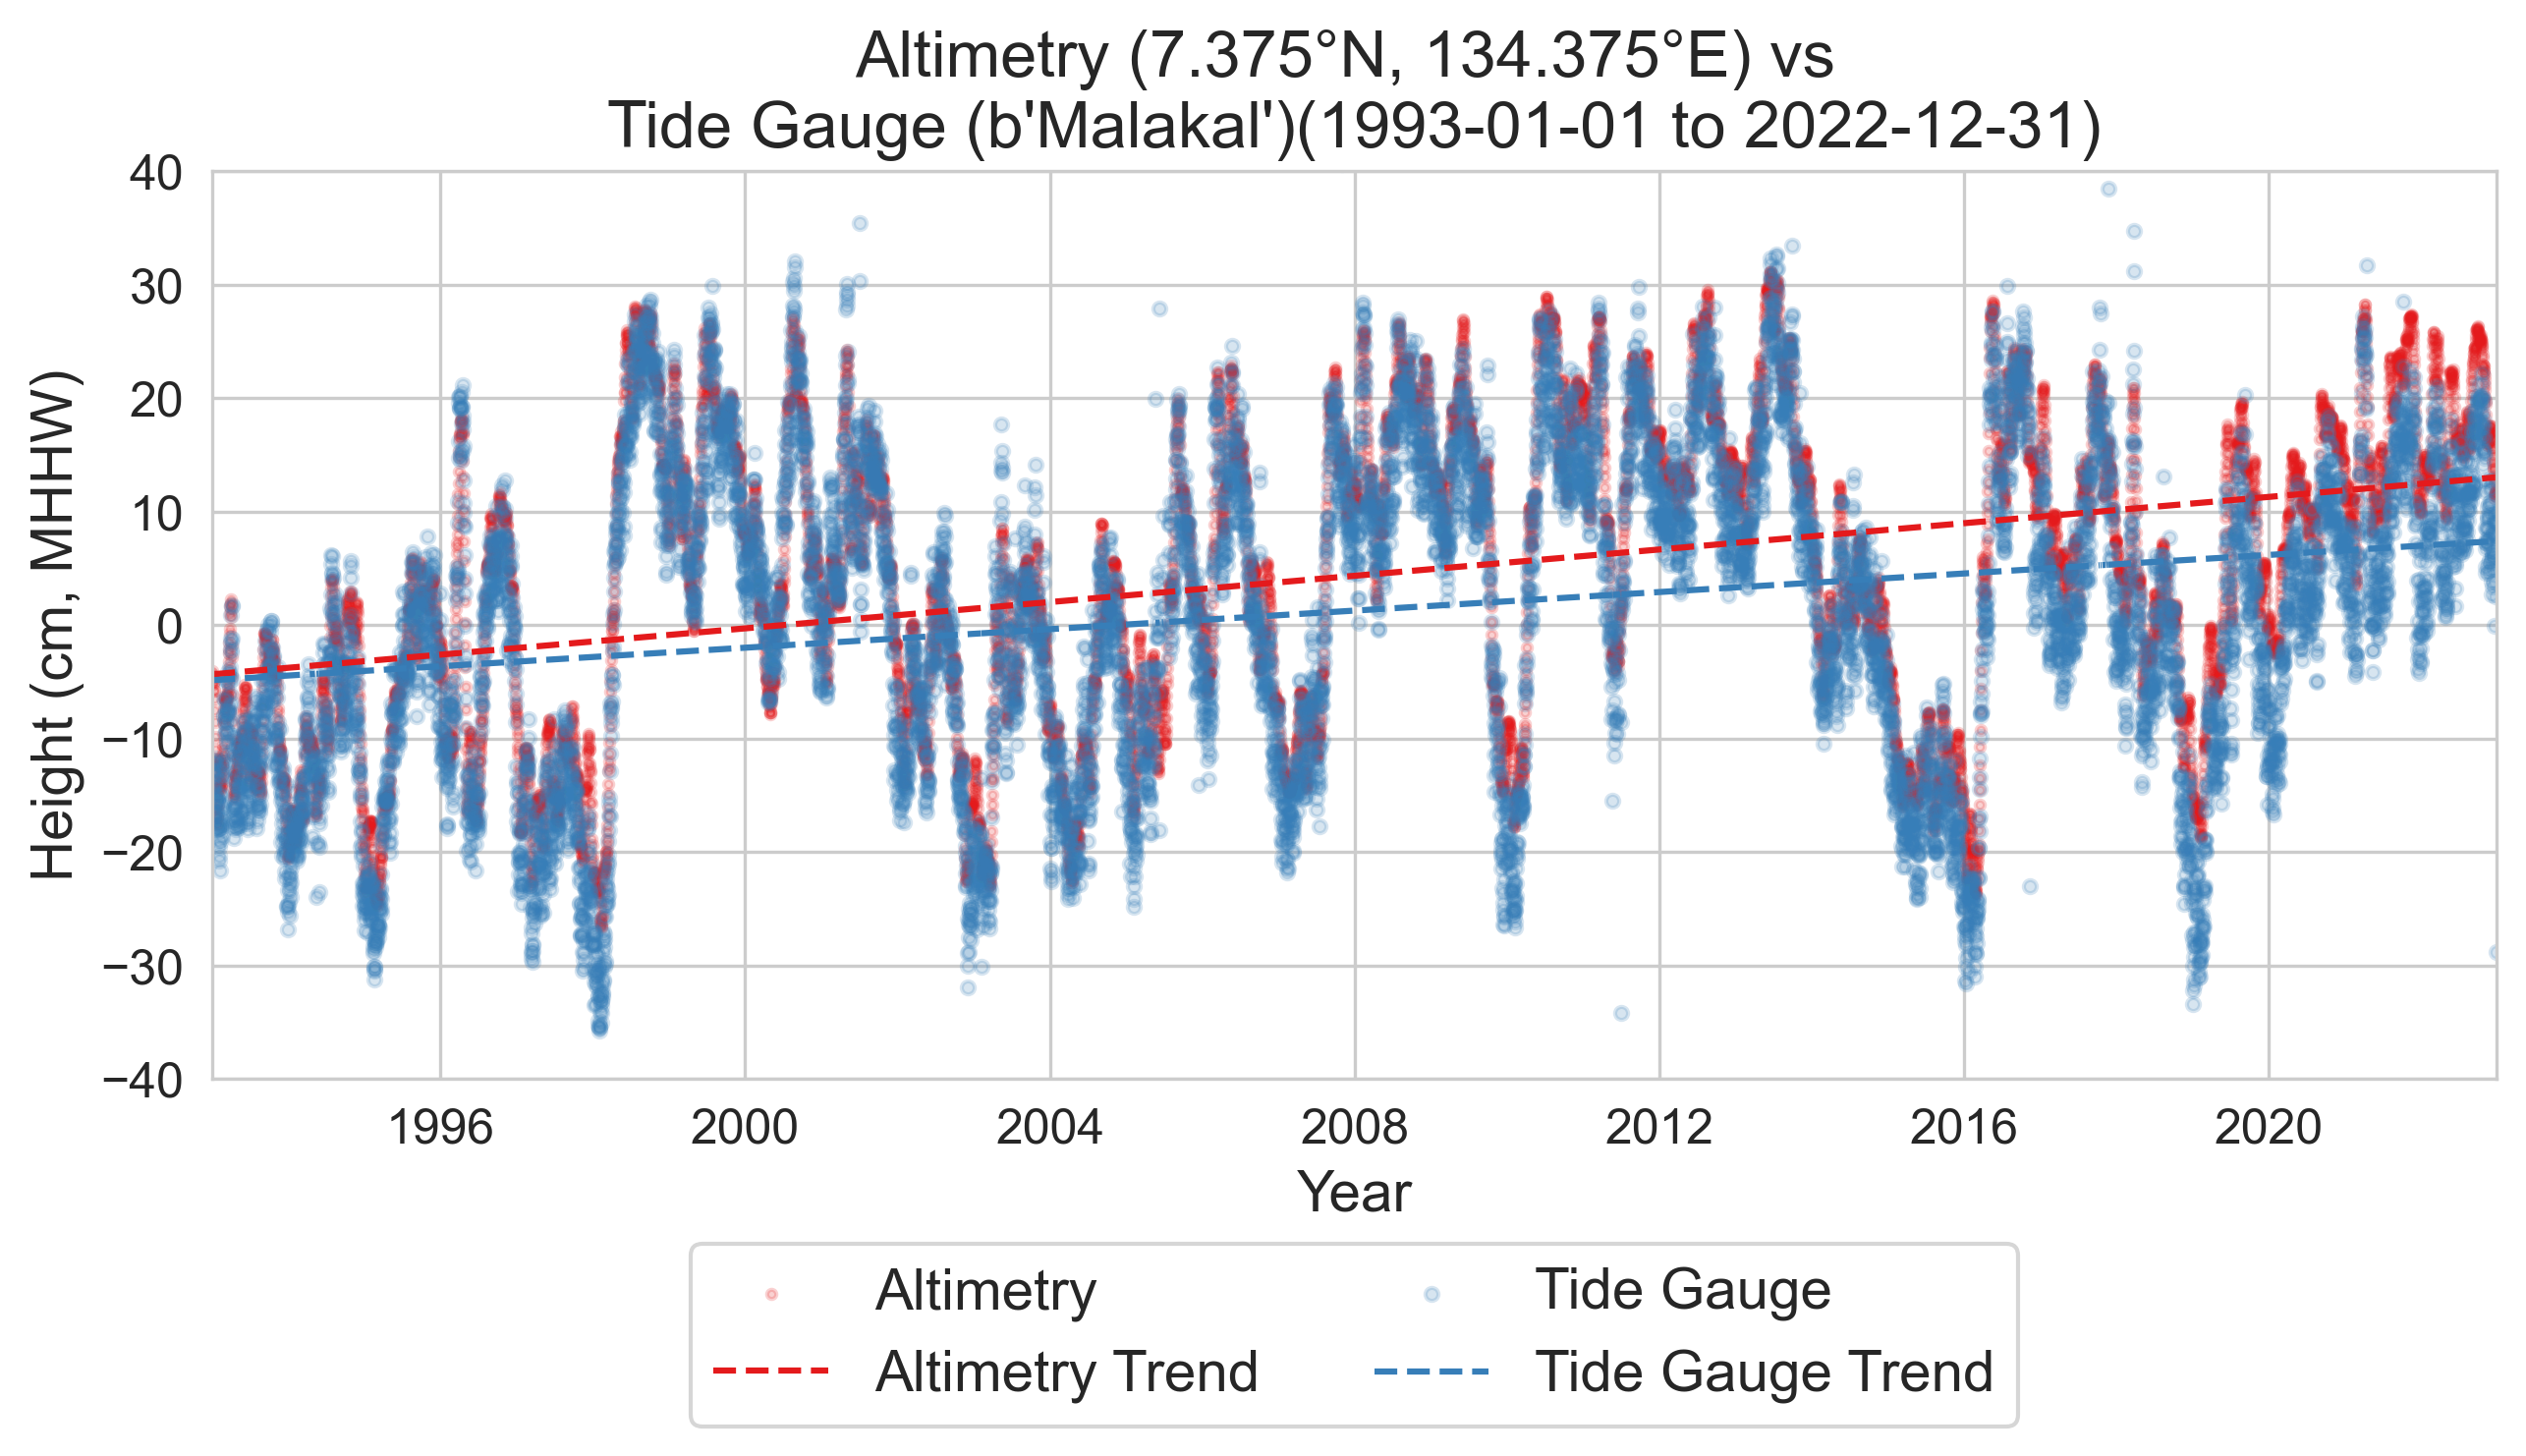 Altimetry (7.375°N, 134.375°E) vs
Tide Gauge (b'Malakal')(1993-01-01 to 2022-12-31)
Height (cm, MHHW)
40
30
20
10
0
−10
−20
−30
−40
1996 2000 2004 2008 2012 2016 2020
Year
Altimetry Tide Gauge
Altimetry Trend Tide Gauge Trend